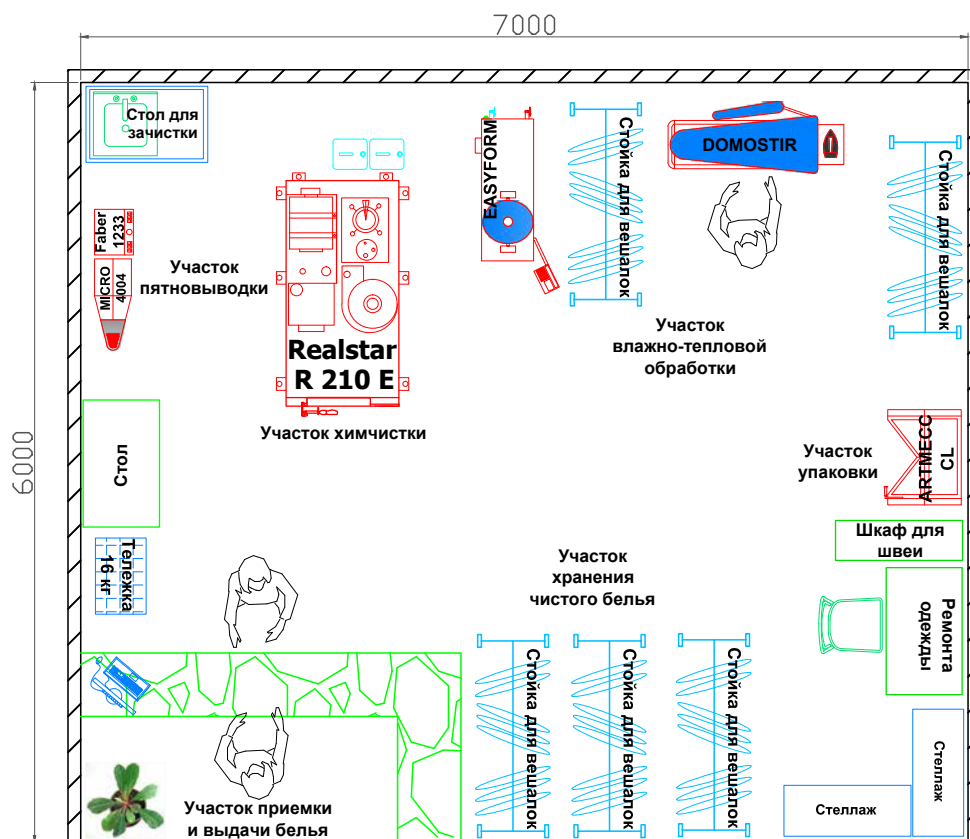 7000
6000
Стол для
зачистки
Faber
1233
MICRO
4004
Участок
пятновыводки
Realstar
R 210 E
Участок химчистки
EASYFORM
Стойка для вешалок
DOMOSTIR
Стойка для вешалок
Участок
влажно-тепловой
обработки
Стол
Тележка
16 кг
Участок
упаковки
ARTMECC
CL
Шкаф для
швеи
Ремонта
одежды
Участок
хранения
чистого белья
Стойка для вешалок
Стойка для вешалок
Стойка для вешалок
Стеллаж
Стеллаж
Участок приемки
и выдачи белья